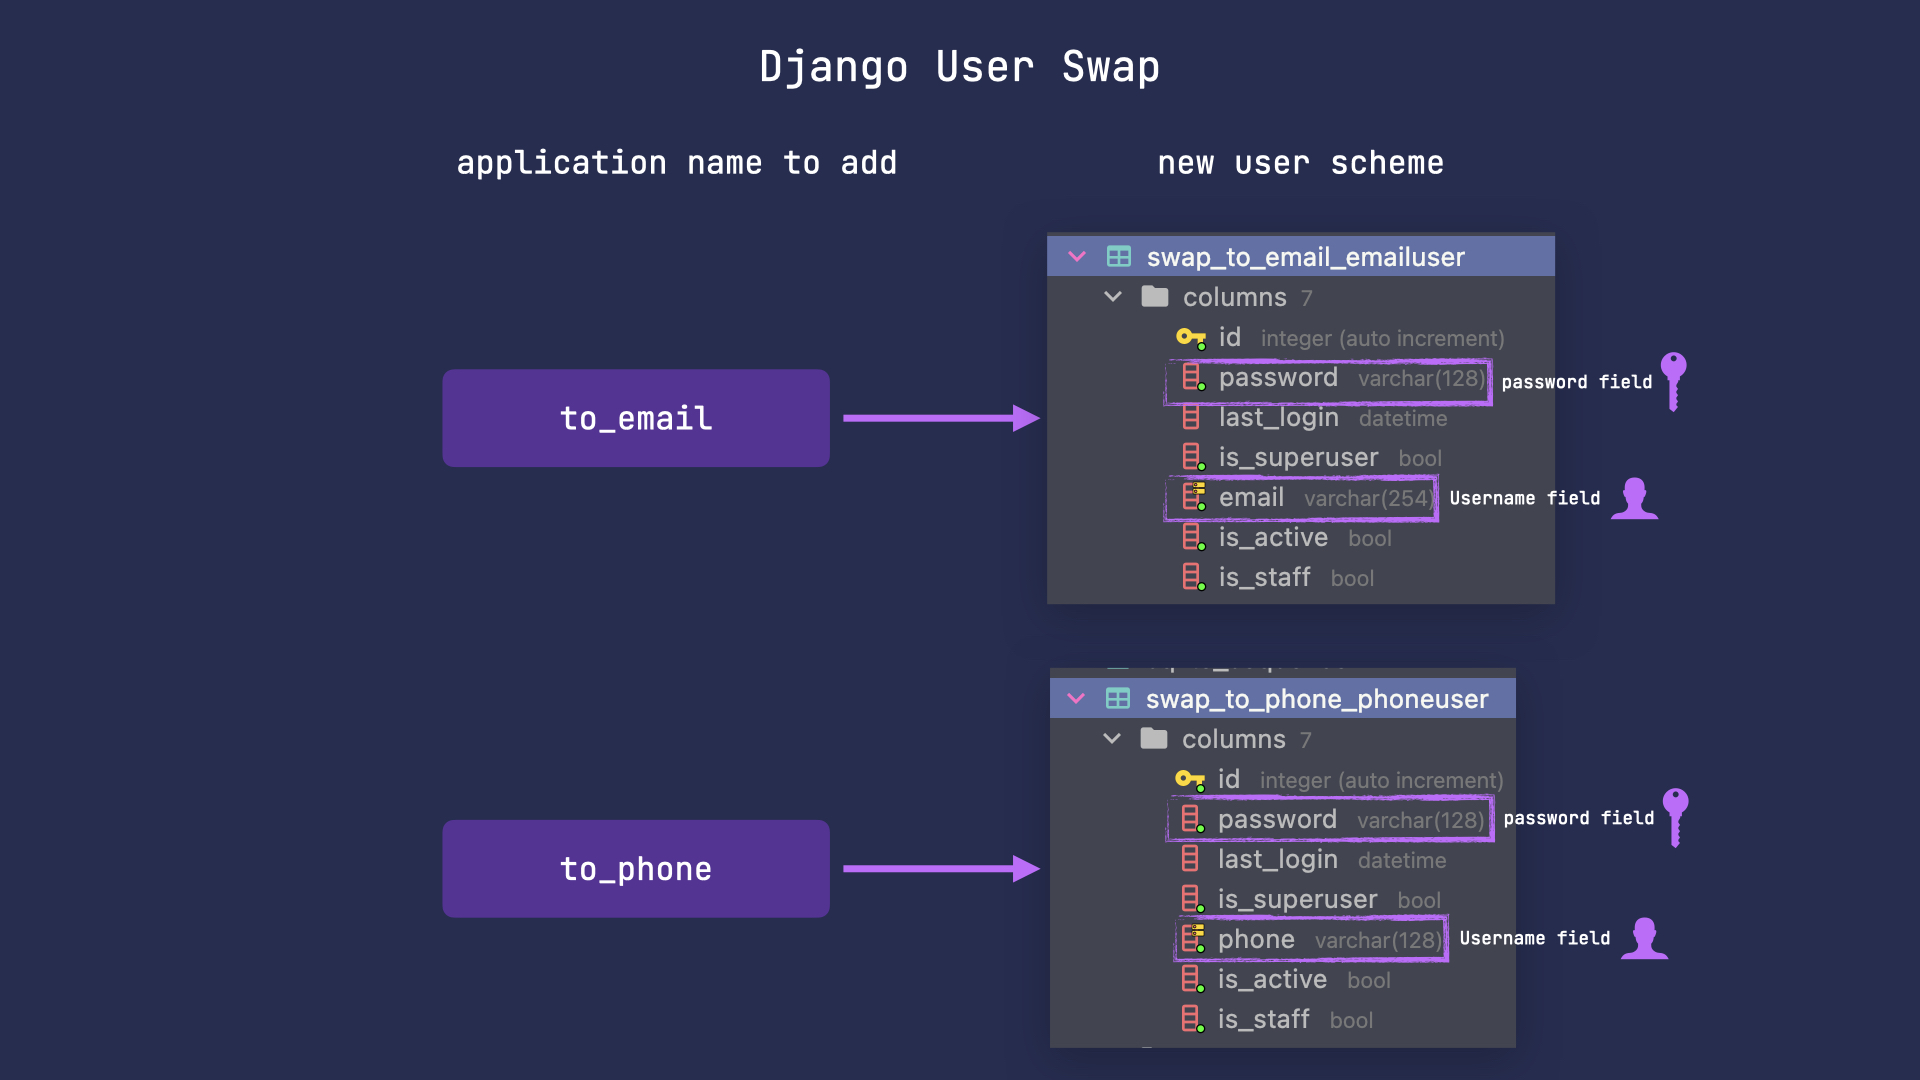 Django User Swap
application name to add
new user scheme
to_email
swap_to_email_emailuser
columns 7
id integer (auto increment)
password varchar(128)
password field
last_login datetime
is_superuser bool
email varchar(254)
Username field
is_active bool
is_staff bool
to_phone
swap_to_phone_phoneuser
columns 7
id integer (auto increment)
password varchar(128)
password field
last_login datetime
is_superuser bool
phone varchar(128)
Username field
is_active bool
is_staff bool